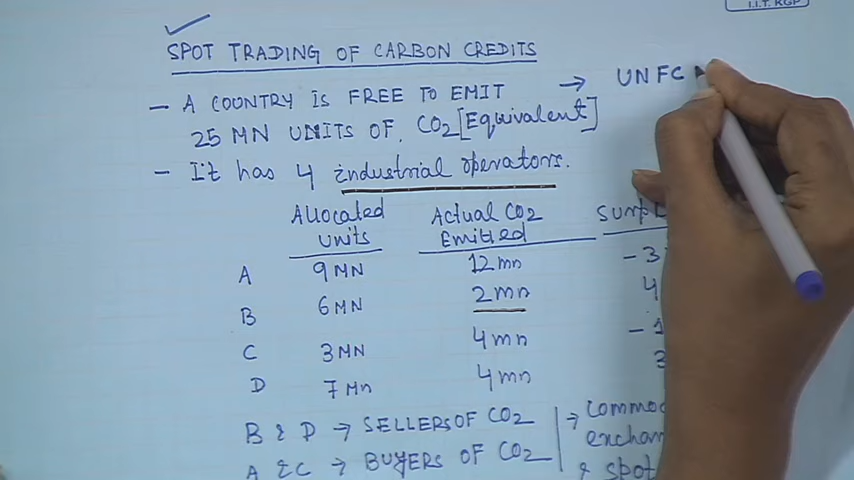 I.I.T. KGP
SPOT TRADING OF CARBON CREDITS
- A COUNTRY IS FREE TO EMIT → UNFC
25 MN UNITS OF CO2 [Equivalent]
- It has 4 industrial operators.
Allocated Units Actual CO2 Emitted
A 9 MN 12 mn -3
B 6 MN 2 mn 4
C 3 MN 4 mn
D 7 Mn 4 mn 3
B & D → SELLERS OF CO2 →
A & C → BUYERS OF CO2
& spot